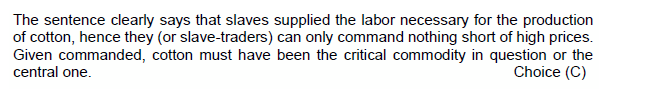 The sentence clearly says that slaves supplied the labor necessary for the production
of cotton, hence they (or slave-traders) can only command nothing short of high prices.
Given commanded, cotton must have been the critical commodity in question or the
central one. Choice (C)